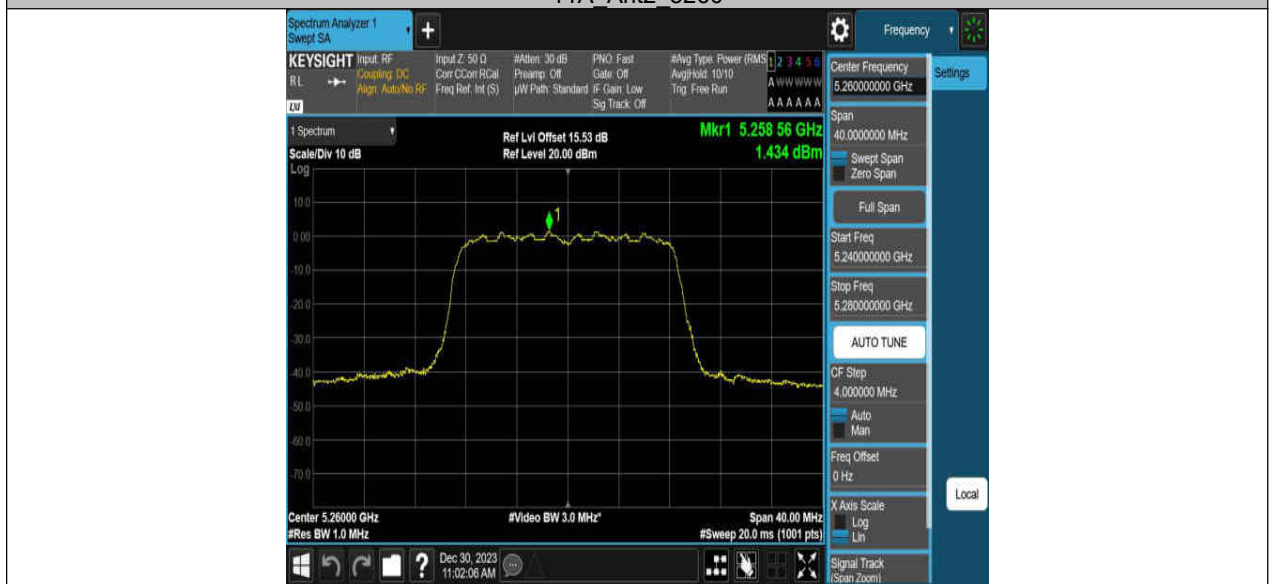 11A_Ant2_5260
Spectrum Analyzer 1
Swept SA
+
Frequency
KEYSIGHT
RL
LXI
Input: RF
Coupling: DC
Align: Auto/No RF
Input Z: 50 Ω
Corr CCorr RCal
Freq Ref: Int (S)
#Atten: 30 dB
Preamp: Off
µW Path: Standard
PNO: Fast
Gate: Off
IF Gain: Low
Sig Track: Off
#Avg Type: Power (RMS
Avg|Hold: 10/10
Trig: Free Run
1 2 3 4 5 6
A W W W W W
A A A A A A
1 Spectrum
Scale/Div 10 dB
Log
Ref Lvl Offset 15.53 dB
Ref Level 20.00 dBm
Mkr1 5.258 56 GHz
1.434 dBm
1
10.0
0.00
-10.0
-20.0
-30.0
-40.0
-50.0
-60.0
-70.0
Center 5.26000 GHz
#Res BW 1.0 MHz
#Video BW 3.0 MHz*
Span 40.00 MHz
#Sweep 20.0 ms (1001 pts)
?
Dec 30, 2023
11:02:06 AM
Center Frequency
5.260000000 GHz
Settings
Span
40.0000000 MHz
Swept Span
Zero Span
Full Span
Start Freq
5.240000000 GHz
Stop Freq
5.280000000 GHz
AUTO TUNE
CF Step
4.000000 MHz
Auto
Man
Freq Offset
0 Hz
X Axis Scale
Log
Lin
Local
Signal Track
(Span Zoom)